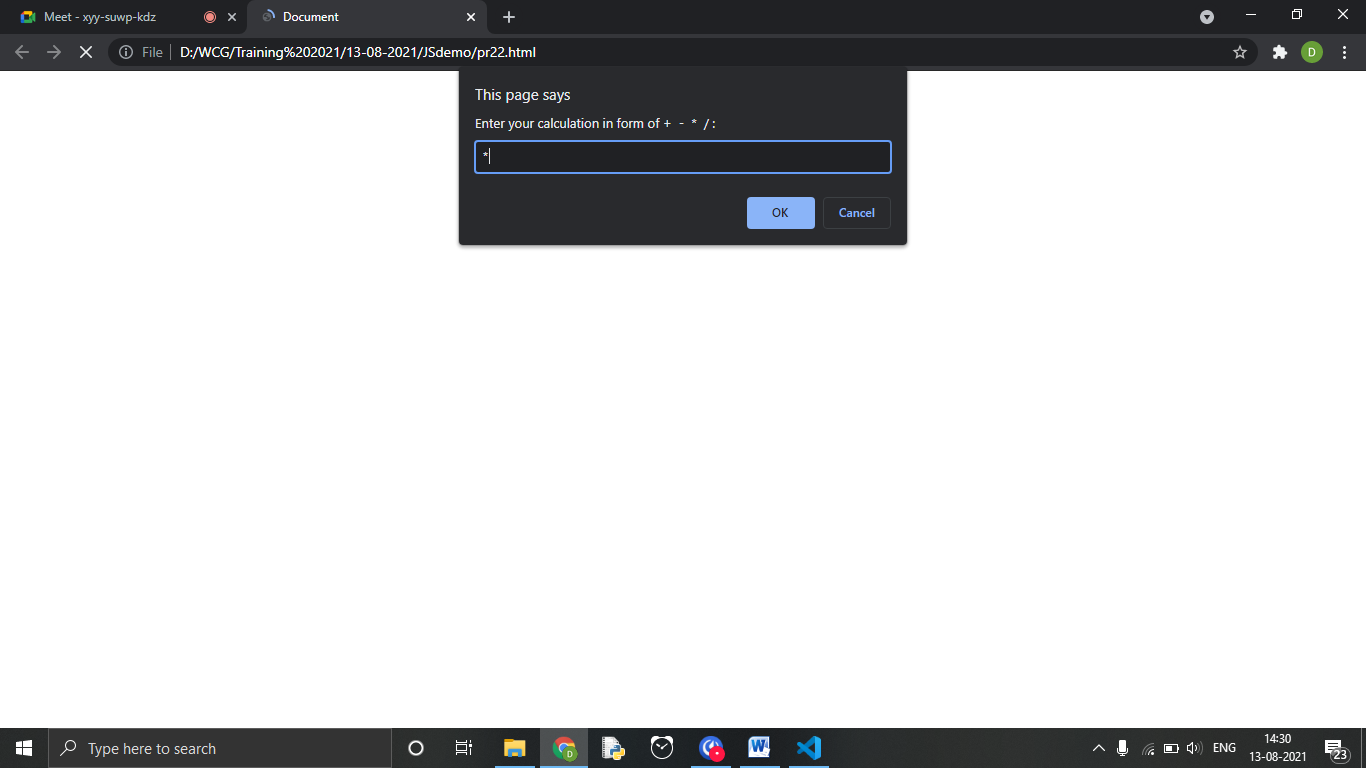 Meet - xyy-suwp-kdz
Document
File
D:/WCG/Training%202021/13-08-2021/JSdemo/pr22.html
D
This page says
Enter your calculation in form of + - * /:
*
OK
Cancel
Type here to search
D
W
ENG
14:30
13-08-2021
23